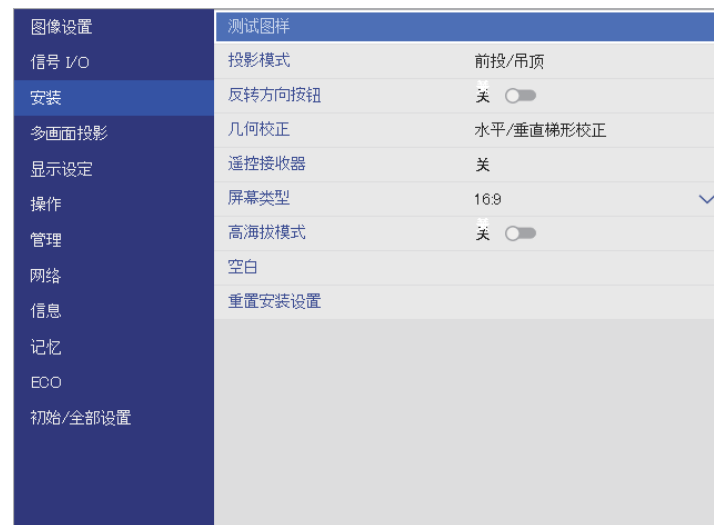 图像设置
信号 I/O
安装
多画面投影
显示设定
操作
管理
网络
信息
记忆
ECO
初始/全部设置
测试图样
投影模式 前投/吊顶
反转方向按钮 关
几何校正 水平/垂直梯形校正
遥控接收器 关
屏幕类型 16:9
高海拔模式 关
空白
重置安装设置